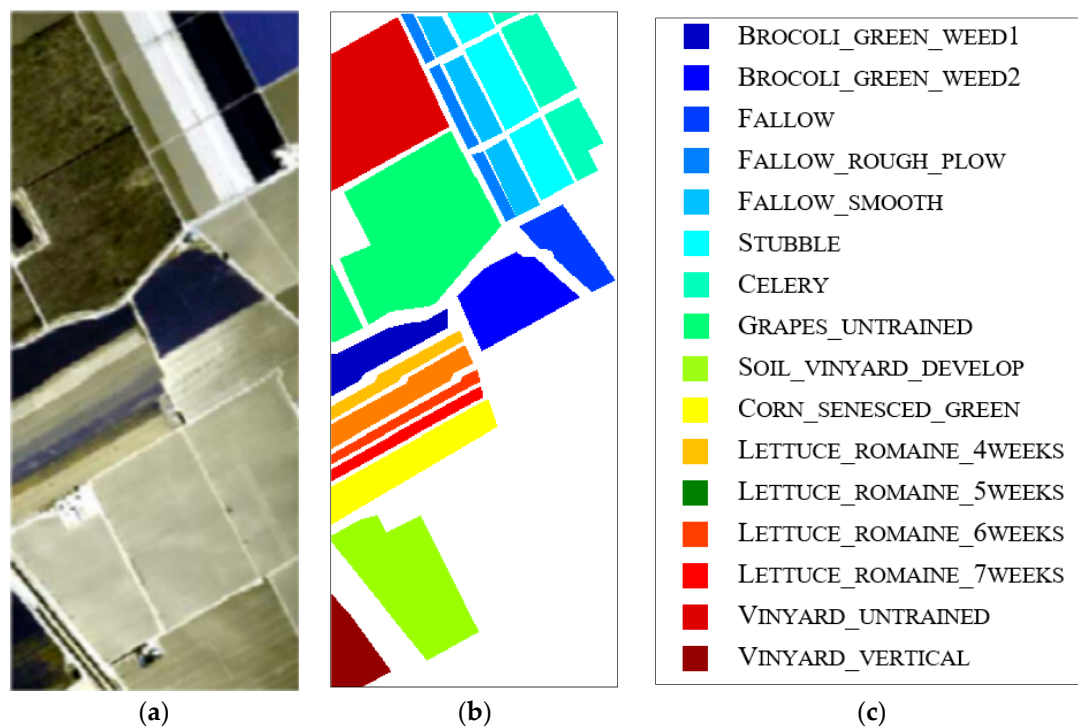 BROCOLI_GREEN_WEED1
BROCOLI_GREEN_WEED2
FALLOW
FALLOW_ROUGH_PLOW
FALLOW_SMOOTH
STUBBLE
CELERY
GRAPES_UNTRAINED
SOIL_VINYARD_DEVELOP
CORN_SENESCED_GREEN
LETTUCE_ROMAINE_4WEEKS
LETTUCE_ROMAINE_5WEEKS
LETTUCE_ROMAINE_6WEEKS
LETTUCE_ROMAINE_7WEEKS
VINYARD_UNTRAINED
VINYARD_VERTICAL
(a) (b) (c)